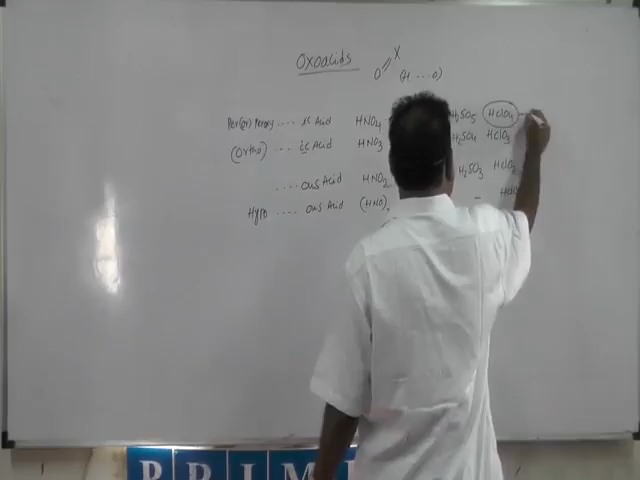 Oxoacids
X
O (H ... O)
Per(or) Peroxy .... ic Acid HNO4 H2SO5 HClO4
(Ortho) .... ic Acid HNO3 H2SO4 HClO3
.... ous Acid HNO2 H2SO3 HClO2
Hypo .... ous Acid (HNO)2 HClO
PRIM